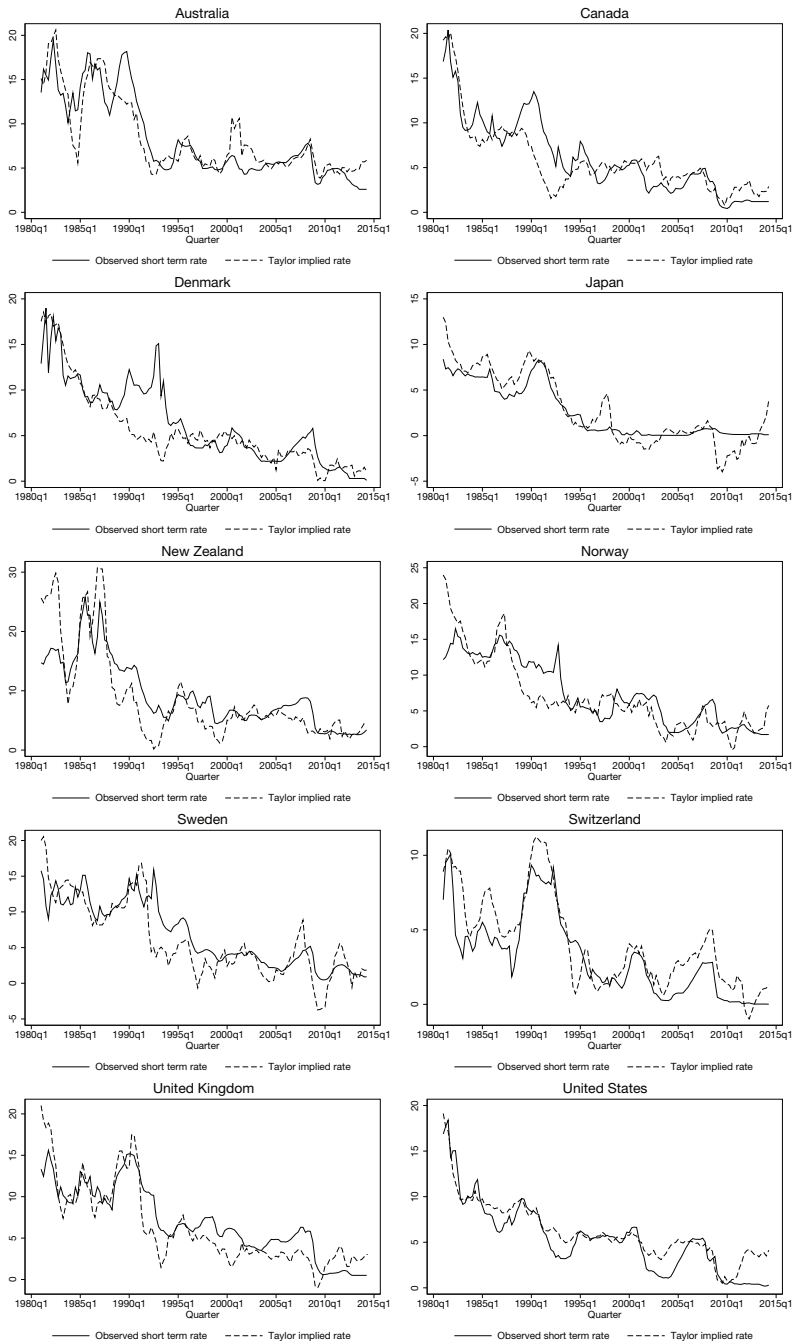 Australia
20
15
10
5
0
1980q1 1985q1 1990q1 1995q1 2000q1 2005q1 2010q1 2015q1
Quarter
Observed short term rate Taylor implied rate
Canada
20
15
10
5
0
1980q1 1985q1 1990q1 1995q1 2000q1 2005q1 2010q1 2015q1
Quarter
Observed short term rate Taylor implied rate
Denmark
20
15
10
5
0
1980q1 1985q1 1990q1 1995q1 2000q1 2005q1 2010q1 2015q1
Quarter
Observed short term rate Taylor implied rate
Japan
15
10
5
0
−5
1980q1 1985q1 1990q1 1995q1 2000q1 2005q1 2010q1 2015q1
Quarter
Observed short term rate Taylor implied rate
New Zealand
30
20
10
0
1980q1 1985q1 1990q1 1995q1 2000q1 2005q1 2010q1 2015q1
Quarter
Observed short term rate Taylor implied rate
Norway
25
20
15
10
5
0
1980q1 1985q1 1990q1 1995q1 2000q1 2005q1 2010q1 2015q1
Quarter
Observed short term rate Taylor implied rate
Sweden
20
15
10
5
0
−5
1980q1 1985q1 1990q1 1995q1 2000q1 2005q1 2010q1 2015q1
Quarter
Observed short term rate Taylor implied rate
Switzerland
10
5
0
1980q1 1985q1 1990q1 1995q1 2000q1 2005q1 2010q1 2015q1
Quarter
Observed short term rate Taylor implied rate
United Kingdom
20
15
10
5
0
1980q1 1985q1 1990q1 1995q1 2000q1 2005q1 2010q1 2015q1
Quarter
Observed short term rate Taylor implied rate
United States
20
15
10
5
0
1980q1 1985q1 1990q1 1995q1 2000q1 2005q1 2010q1 2015q1
Quarter
Observed short term rate Taylor implied rate